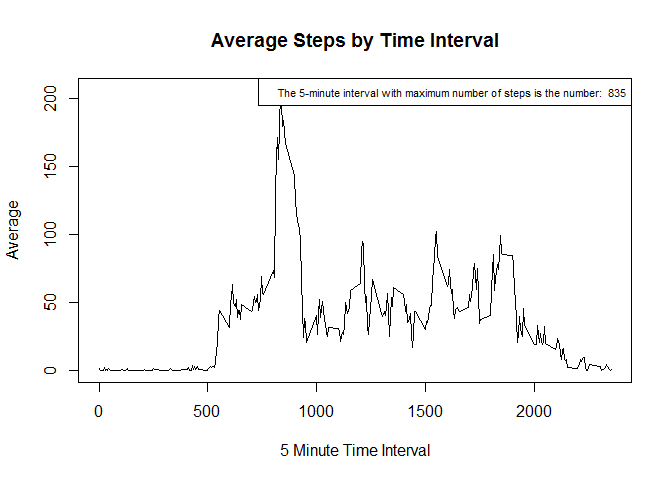 Average Steps by Time Interval
The 5-minute interval with maximum number of steps is the number: 835
Average
200
150
100
50
0
0 500 1000 1500 2000
5 Minute Time Interval